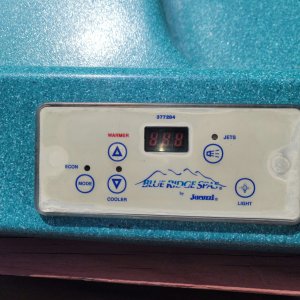 377204
WARMER
JETS
ECON
MODE
COOLER
BLUE RIDGE SPAS
by Jacuzzi
LIGHT